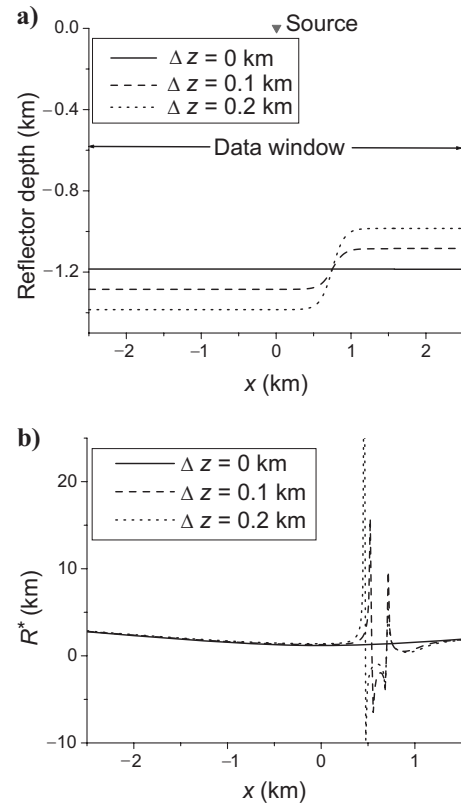 a)
0.0
Source
Δ z = 0 km
Δ z = 0.1 km
Δ z = 0.2 km
−0.4
Data window
−0.8
−1.2
Reflector depth (km)
−2 −1 0 1 2
x (km)
b)
Δ z = 0 km
Δ z = 0.1 km
Δ z = 0.2 km
20
10
0
−10
R* (km)
−2 −1 0 1
x (km)